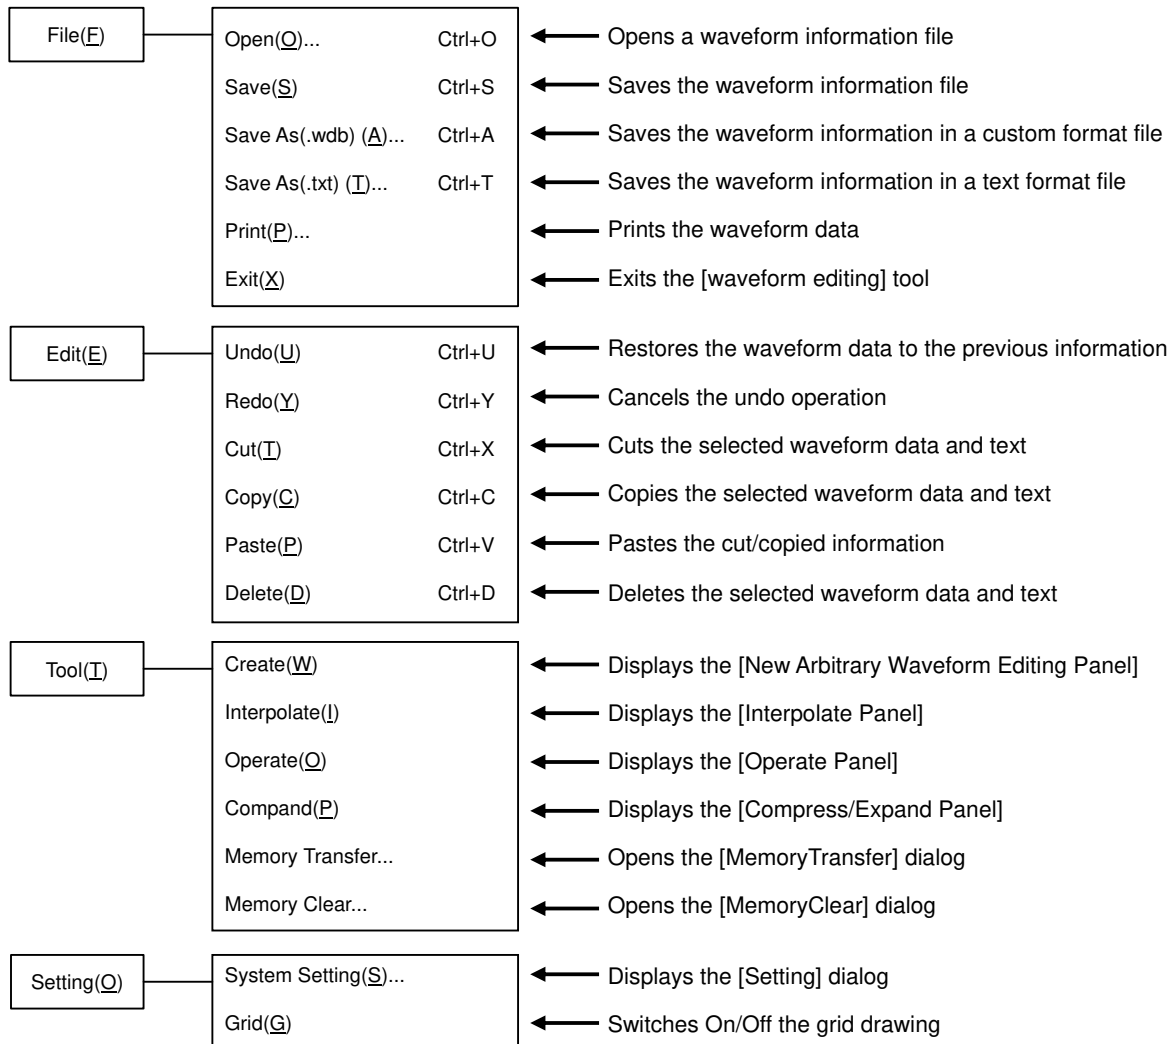 File(F)
Open(O)... Ctrl+O Opens a waveform information file
Save(S) Ctrl+S Saves the waveform information file
Save As(.wdb) (A)... Ctrl+A Saves the waveform information in a custom format file
Save As(.txt) (T)... Ctrl+T Saves the waveform information in a text format file
Print(P)... Prints the waveform data
Exit(X) Exits the [waveform editing] tool
Edit(E)
Undo(U) Ctrl+U Restores the waveform data to the previous information
Redo(Y) Ctrl+Y Cancels the undo operation
Cut(T) Ctrl+X Cuts the selected waveform data and text
Copy(C) Ctrl+C Copies the selected waveform data and text
Paste(P) Ctrl+V Pastes the cut/copied information
Delete(D) Ctrl+D Deletes the selected waveform data and text
Tool(T)
Create(W) Displays the [New Arbitrary Waveform Editing Panel]
Interpolate(I) Displays the [Interpolate Panel]
Operate(O) Displays the [Operate Panel]
Compand(P) Displays the [Compress/Expand Panel]
Memory Transfer... Opens the [MemoryTransfer] dialog
Memory Clear... Opens the [MemoryClear] dialog
Setting(O)
System Setting(S)... Displays the [Setting] dialog
Grid(G) Switches On/Off the grid drawing